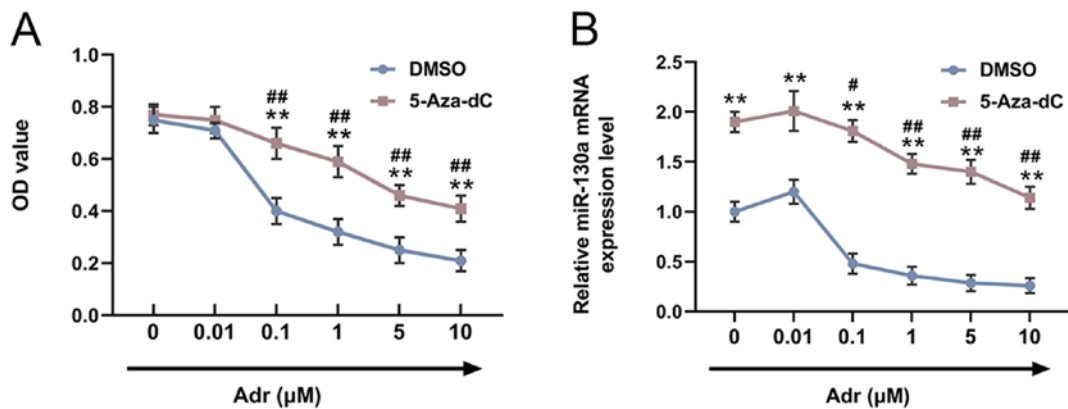 A
OD value
1.0
0.8
0.6
0.4
0.2
0.0
DMSO
5-Aza-dC
##
**
##
**
##
**
##
**
0 0.01 0.1 1 5 10
Adr (μM)
B
Relative miR-130a mRNA
expression level
2.5
2.0
1.5
1.0
0.5
0.0
DMSO
5-Aza-dC
**
**
#
**
##
**
##
**
##
**
0 0.01 0.1 1 5 10
Adr (μM)